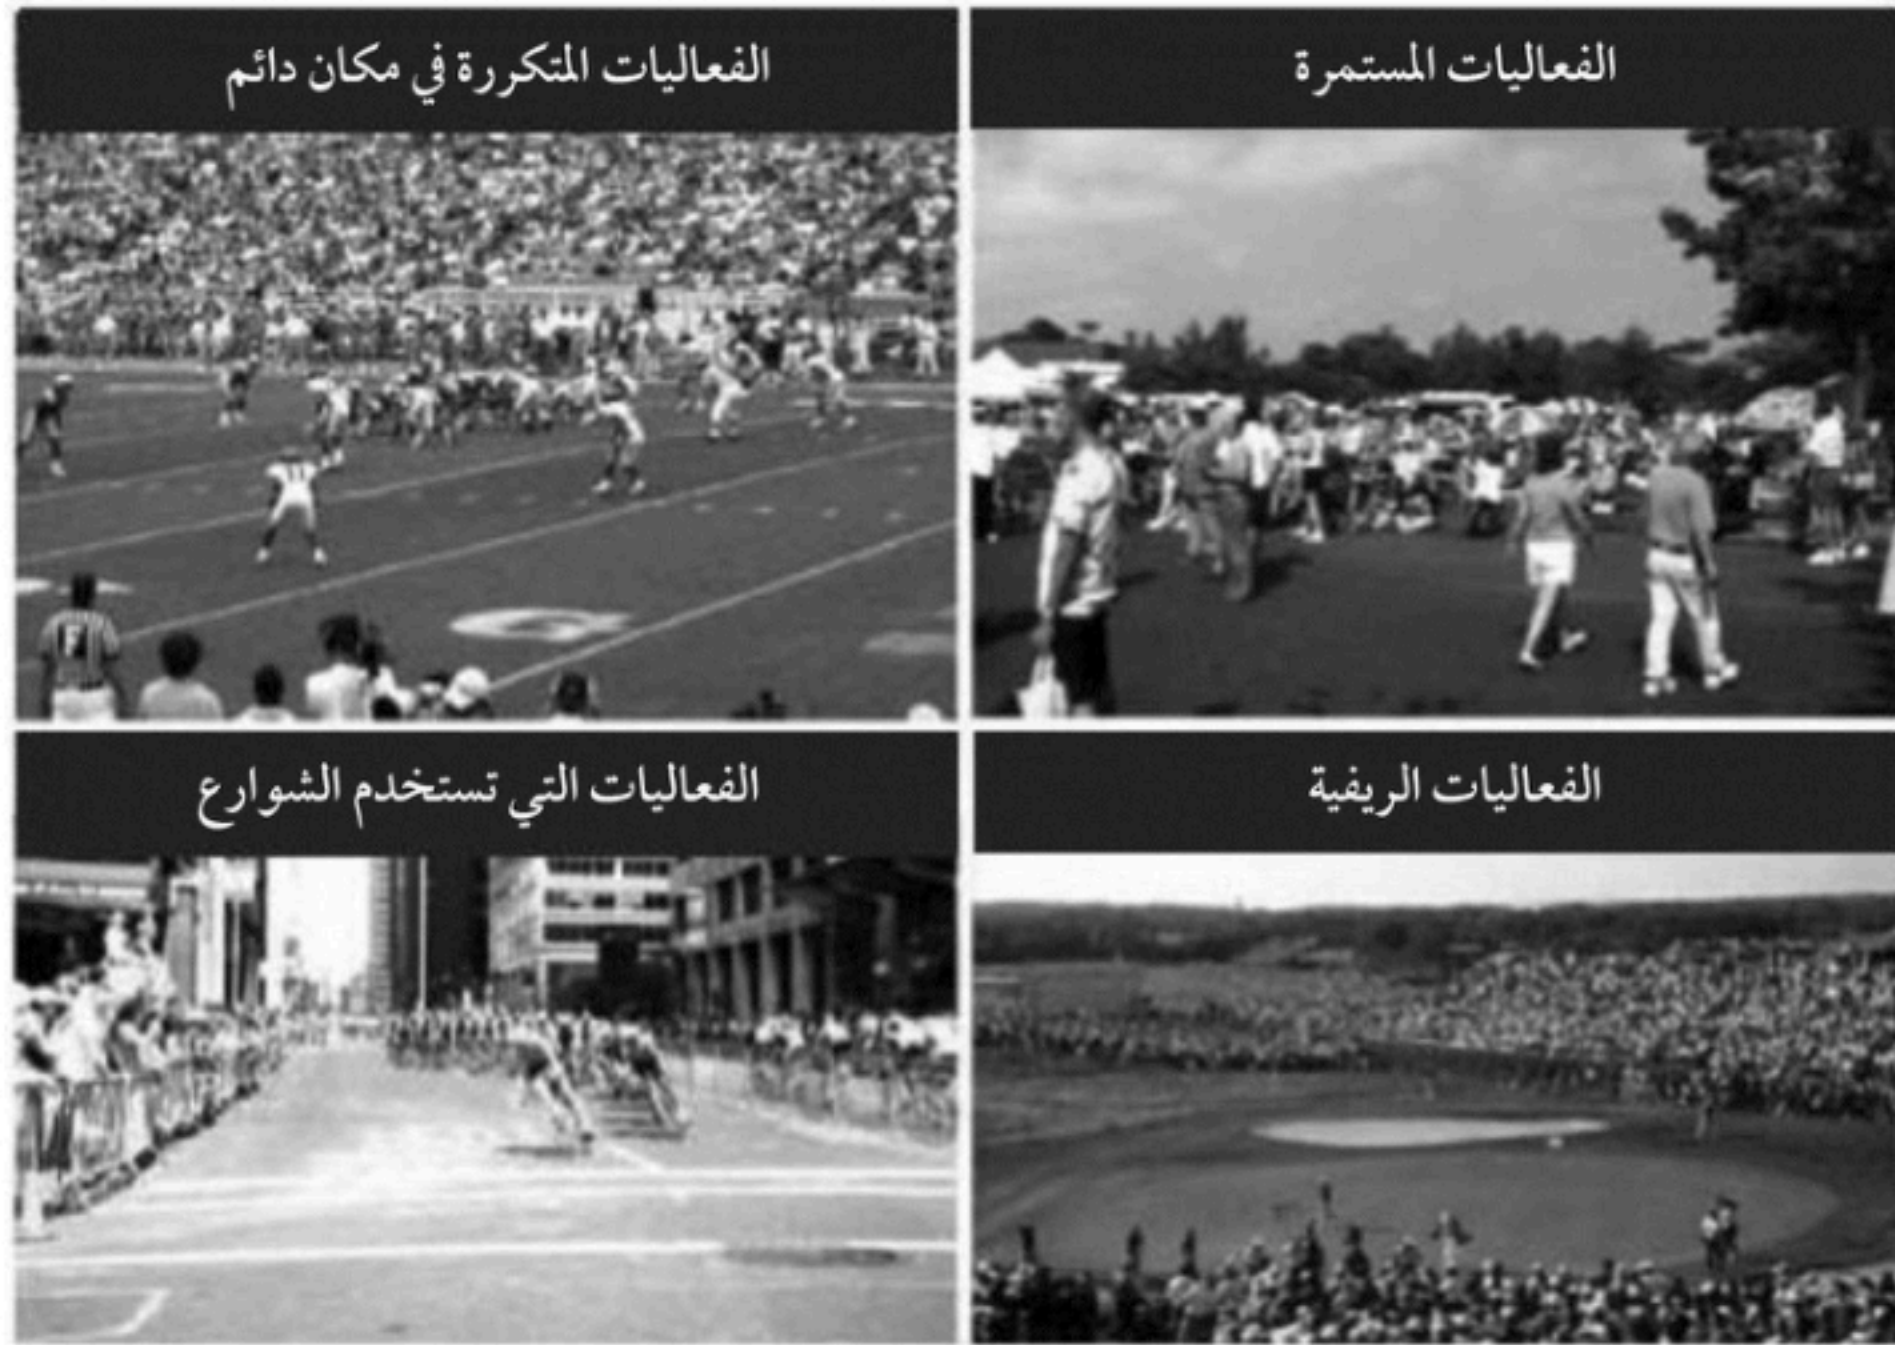 الفعاليات المستمرة
الفعاليات المتكررة في مكان دائم
الفعاليات الريفية
الفعاليات التي تستخدم الشوارع